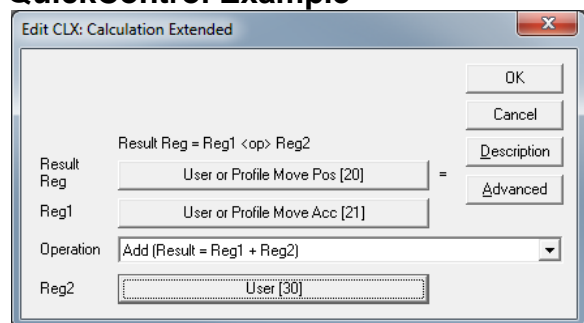 QuickControl Example
Edit CLX: Calculation Extended
OK
Cancel
Description
Advanced
Result Reg = Reg1 <op> Reg2
Result
Reg
User or Profile Move Pos [20]
=
Reg1
User or Profile Move Acc [21]
Operation
Add (Result = Reg1 + Reg2)
Reg2
User [30]